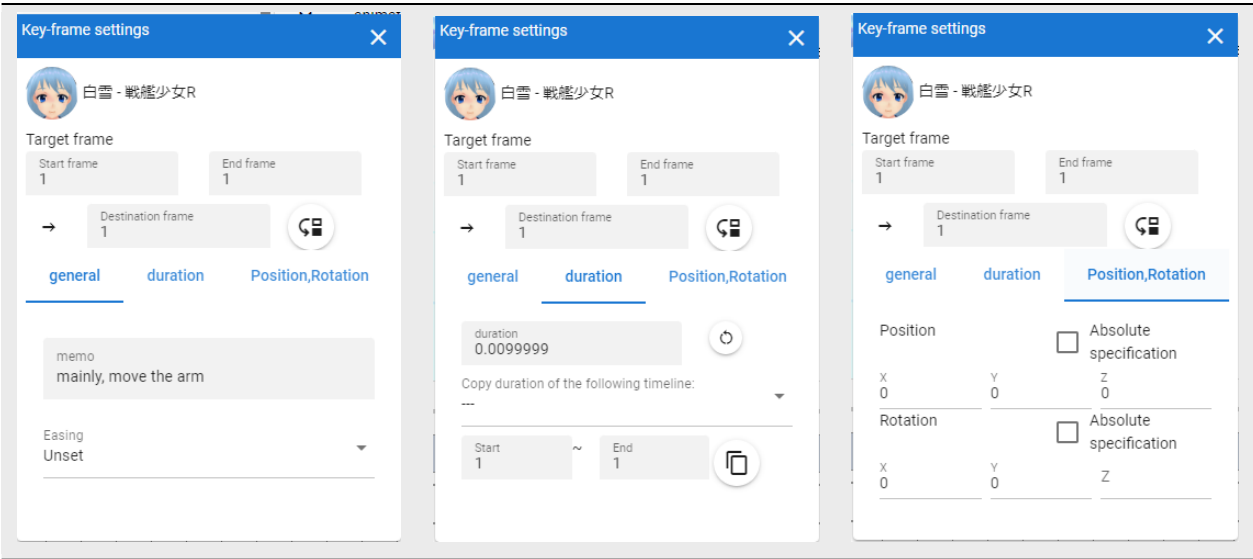 Key-frame settings
白雪 - 戦艦少女R
Target frame
Start frame
1
End frame
1
→
Destination frame
1
general duration Position,Rotation
memo
mainly, move the arm
Easing
Unset
Key-frame settings
白雪 - 戦艦少女R
Target frame
Start frame
1
End frame
1
→
Destination frame
1
general duration Position,Rotation
duration
0.0099999
Copy duration of the following timeline:
---
Start
1
~
End
1
Key-frame settings
白雪 - 戦艦少女R
Target frame
Start frame
1
End frame
1
→
Destination frame
1
general duration Position,Rotation
Position
Absolute
specification
X
0
Y
0
Z
0
Rotation
Absolute
specification
X
0
Y
0
Z